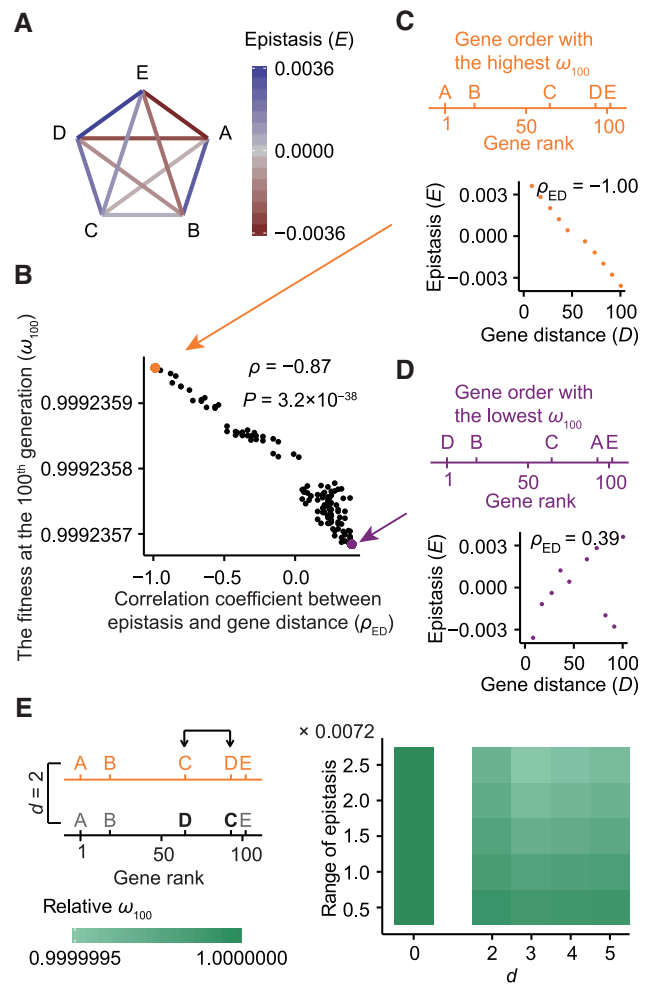 A
Epistasis (E)
E
D
A
C
B
0.0036
0.0000
−0.0036
B
The fitness at the 100th generation (ω100)
0.9992359
0.9992358
0.9992357
ρ = −0.87
P = 3.2×10−38
−1.0
−0.5
0.0
Correlation coefficient between
epistasis and gene distance (ρED)
C
Gene order with
the highest ω100
A B C D E
1 50 100
Gene rank
Epistasis (E)
0.003
0.000
−0.003
ρED = −1.00
0 50 100
Gene distance (D)
D
Gene order with
the lowest ω100
D B C A E
1 50 100
Gene rank
Epistasis (E)
0.003
0.000
−0.003
ρED = 0.39
0 50 100
Gene distance (D)
E
d = 2
A B C D E
A B D C E
1 50 100
Gene rank
Relative ω100
0.9999995 1.0000000
× 0.0072
Range of epistasis
2.5
2.0
1.5
1.0
0.5
0 2 3 4 5
d